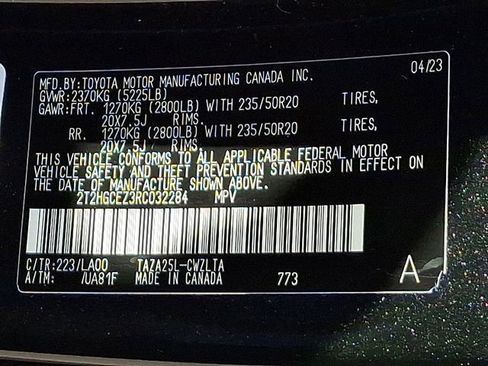 MFD.BY:TOYOTA MOTOR MANUFACTURING CANADA INC. 04/23
GVWR:2370KG (5225LB)
GAWR:FRT. 1270KG (2800LB) WITH 235/50R20 TIRES,
20X7.5J RIMS.
RR. 1270KG (2800LB) WITH 235/50R20 TIRES,
20X7.5J RIMS.
THIS VEHICLE CONFORMS TO ALL APPLICABLE FEDERAL MOTOR
VEHICLE SAFETY AND THEFT PREVENTION STANDARDS IN EFFECT ON
THE DATE OF MANUFACTURE SHOWN ABOVE.
2T2HGCEZ3RC032284 MPV
C/TR:223/LA00 TAZA25L-CWZLTA
A/TM: /UA81F MADE IN CANADA 773 A